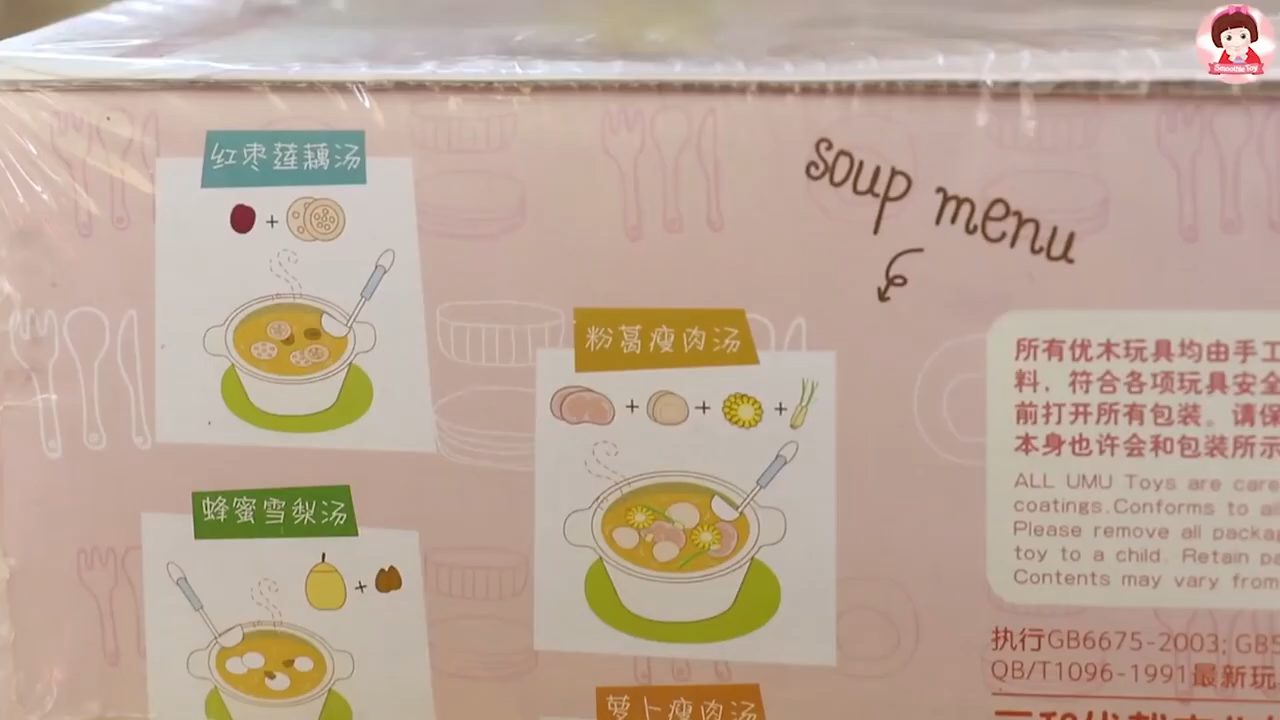 Smoothie Toy
红枣莲藕汤
soup menu
粉葛瘦肉汤
所有优木玩具均由手工
料，符合各项玩具安全
前打开所有包装。请保
本身也许会和包装所示
ALL UMU Toys are care
coatings.Conforms to al
Please remove all packa
toy to a child. Retain pa
Contents may vary from
蜂蜜雪梨汤
执行GB6675-2003; GB5
QB/T1096-1991最新玩
萝卜瘦肉汤